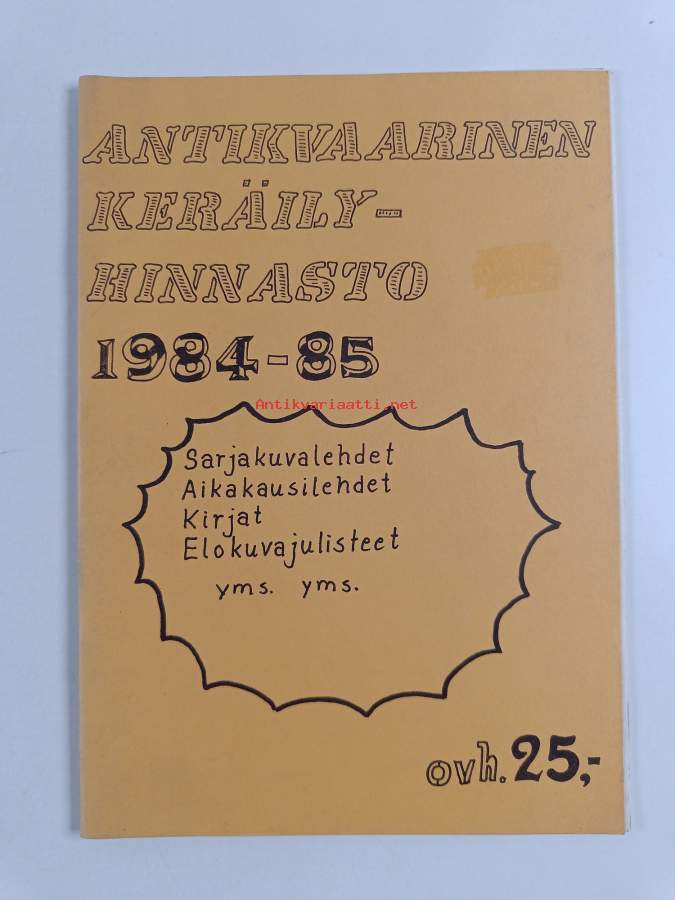 ANTIKVAARINEN
KERÄILY-
HINNASTO
1984-85
Antikvariaatti.net
Sarjakuvalehdet
Aikakausilehdet
Kirjat
Elokuvajulisteet
yms. yms.
ovh. 25,-